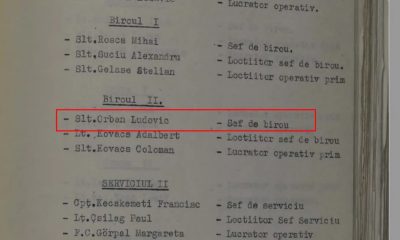 - Lucrator operativ.
Biroul I
- Slt.Rosca Mihai - Sef de birou.
- Slt.Suciu Alexandru - Loctiitor sef de birou.
- Slt.Gelase Stelian - Lucrator operativ prim
Biroul II.
- Slt.Orban Ludovic - Sef de birou
- Lt. Kovacs Adalbert - Loctiitor sef de birou
- Slt.Kovacs Coloman - Lucrator operativ prim
SERVICIUL II
- Cpt.Kecskemeti Francisc - Sef de serviciu
- Lt.Csilag Paul - Loctiitor Sef Serviciu
- F.C.Görpal Margareta - Lucrator operativ